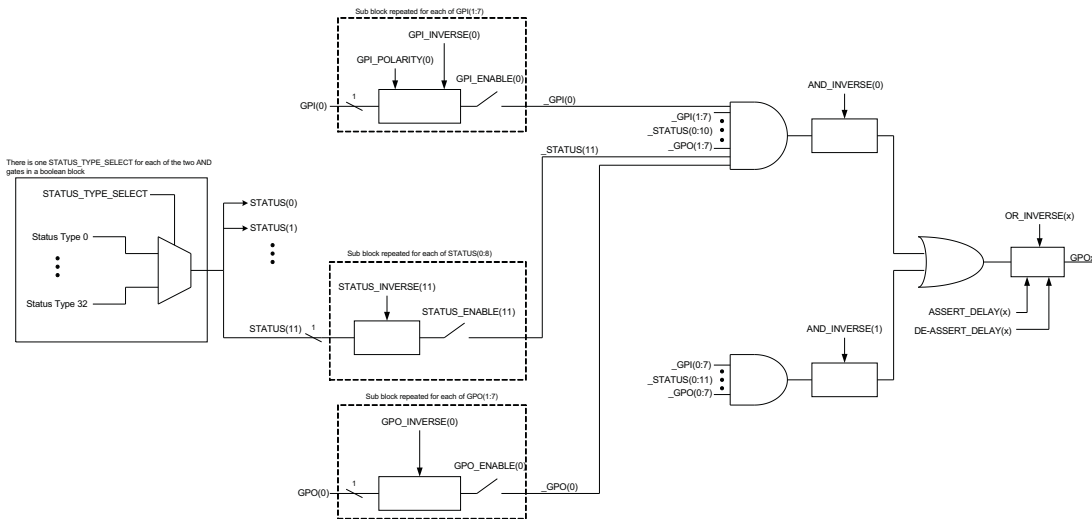 Sub block repeated for each of GPI(1:7)
GPI_INVERSE(0)
GPI_POLARITY(0)
GPI_ENABLE(0)
GPI(0)
1
_GPI(0)
_GPI(1:7)
_STATUS(0:10)
_GPO(1:7)
AND_INVERSE(0)
There is one STATUS_TYPE_SELECT for each of the two AND
gates in a boolean block
STATUS_TYPE_SELECT
Status Type 0
Status Type 32
STATUS(0)
STATUS(1)
_STATUS(11)
Sub block repeated for each of STATUS(0:8)
STATUS_INVERSE(11)
STATUS_ENABLE(11)
STATUS(11)
1
OR_INVERSE(x)
GPOx
ASSERT_DELAY(x)
DE-ASSERT_DELAY(x)
AND_INVERSE(1)
_GPI(0:7)
_STATUS(0:11)
_GPO(0:7)
Sub block repeated for each of GPO(1:7)
GPO_INVERSE(0)
GPO_ENABLE(0)
GPO(0)
1
_GPO(0)